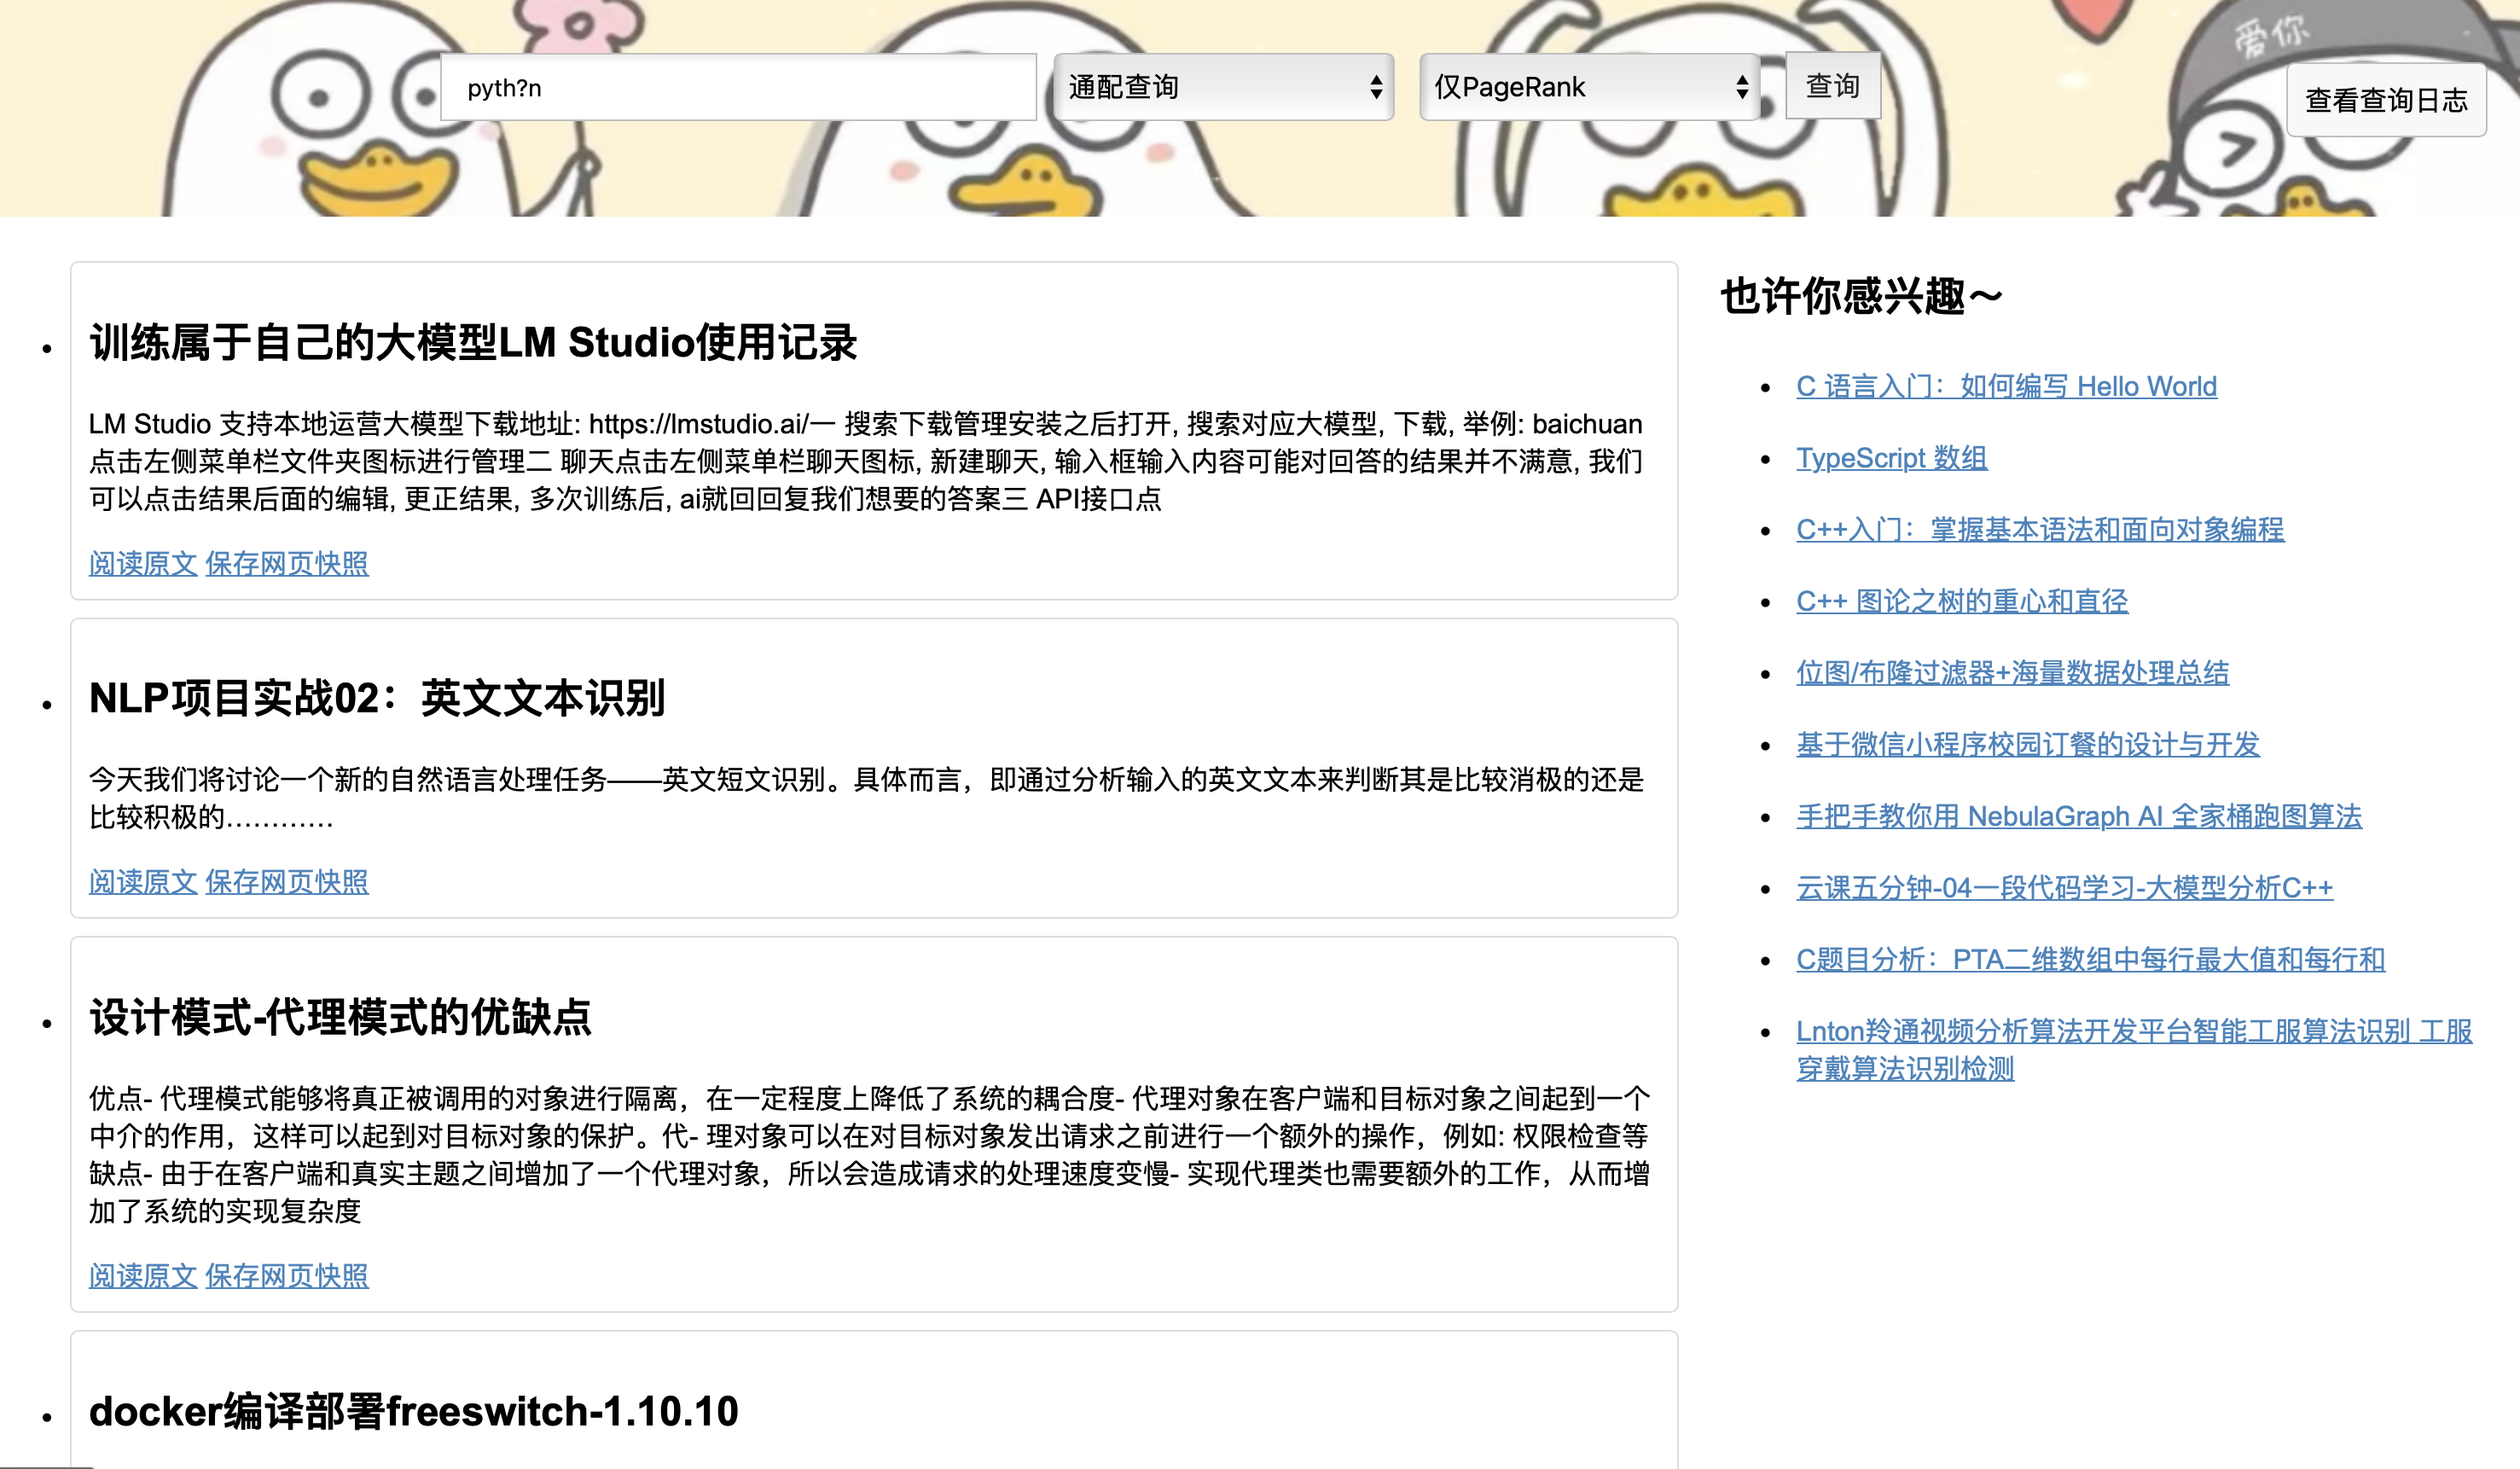 爱你
pyth?n
通配查询
仅PageRank
查询
查看查询日志
训练属于自己的大模型LM Studio使用记录
LM Studio 支持本地运营大模型下载地址: https://lmstudio.ai/一 搜索下载管理安装之后打开, 搜索对应大模型, 下载, 举例: baichuan
点击左侧菜单栏文件夹图标进行管理二 聊天点击左侧菜单栏聊天图标, 新建聊天, 输入框输入内容可能对回答的结果并不满意, 我们
可以点击结果后面的编辑, 更正结果, 多次训练后, ai就回回复我们想要的答案三 API接口点
阅读原文 保存网页快照
NLP项目实战02：英文文本识别
今天我们将讨论一个新的自然语言处理任务——英文短文识别。具体而言，即通过分析输入的英文文本来判断其是比较消极的还是
比较积极的…………
阅读原文 保存网页快照
设计模式-代理模式的优缺点
优点- 代理模式能够将真正被调用的对象进行隔离，在一定程度上降低了系统的耦合度- 代理对象在客户端和目标对象之间起到一个
中介的作用，这样可以起到对目标对象的保护。代- 理对象可以在对目标对象发出请求之前进行一个额外的操作，例如: 权限检查等
缺点- 由于在客户端和真实主题之间增加了一个代理对象，所以会造成请求的处理速度变慢- 实现代理类也需要额外的工作，从而增
加了系统的实现复杂度
阅读原文 保存网页快照
docker编译部署freeswitch-1.10.10
也许你感兴趣～
C 语言入门：如何编写 Hello World
TypeScript 数组
C++入门：掌握基本语法和面向对象编程
C++ 图论之树的重心和直径
位图/布隆过滤器+海量数据处理总结
基于微信小程序校园订餐的设计与开发
手把手教你用 NebulaGraph AI 全家桶跑图算法
云课五分钟-04一段代码学习-大模型分析C++
C题目分析：PTA二维数组中每行最大值和每行和
Lnton羚通视频分析算法开发平台智能工服算法识别 工服
穿戴算法识别检测